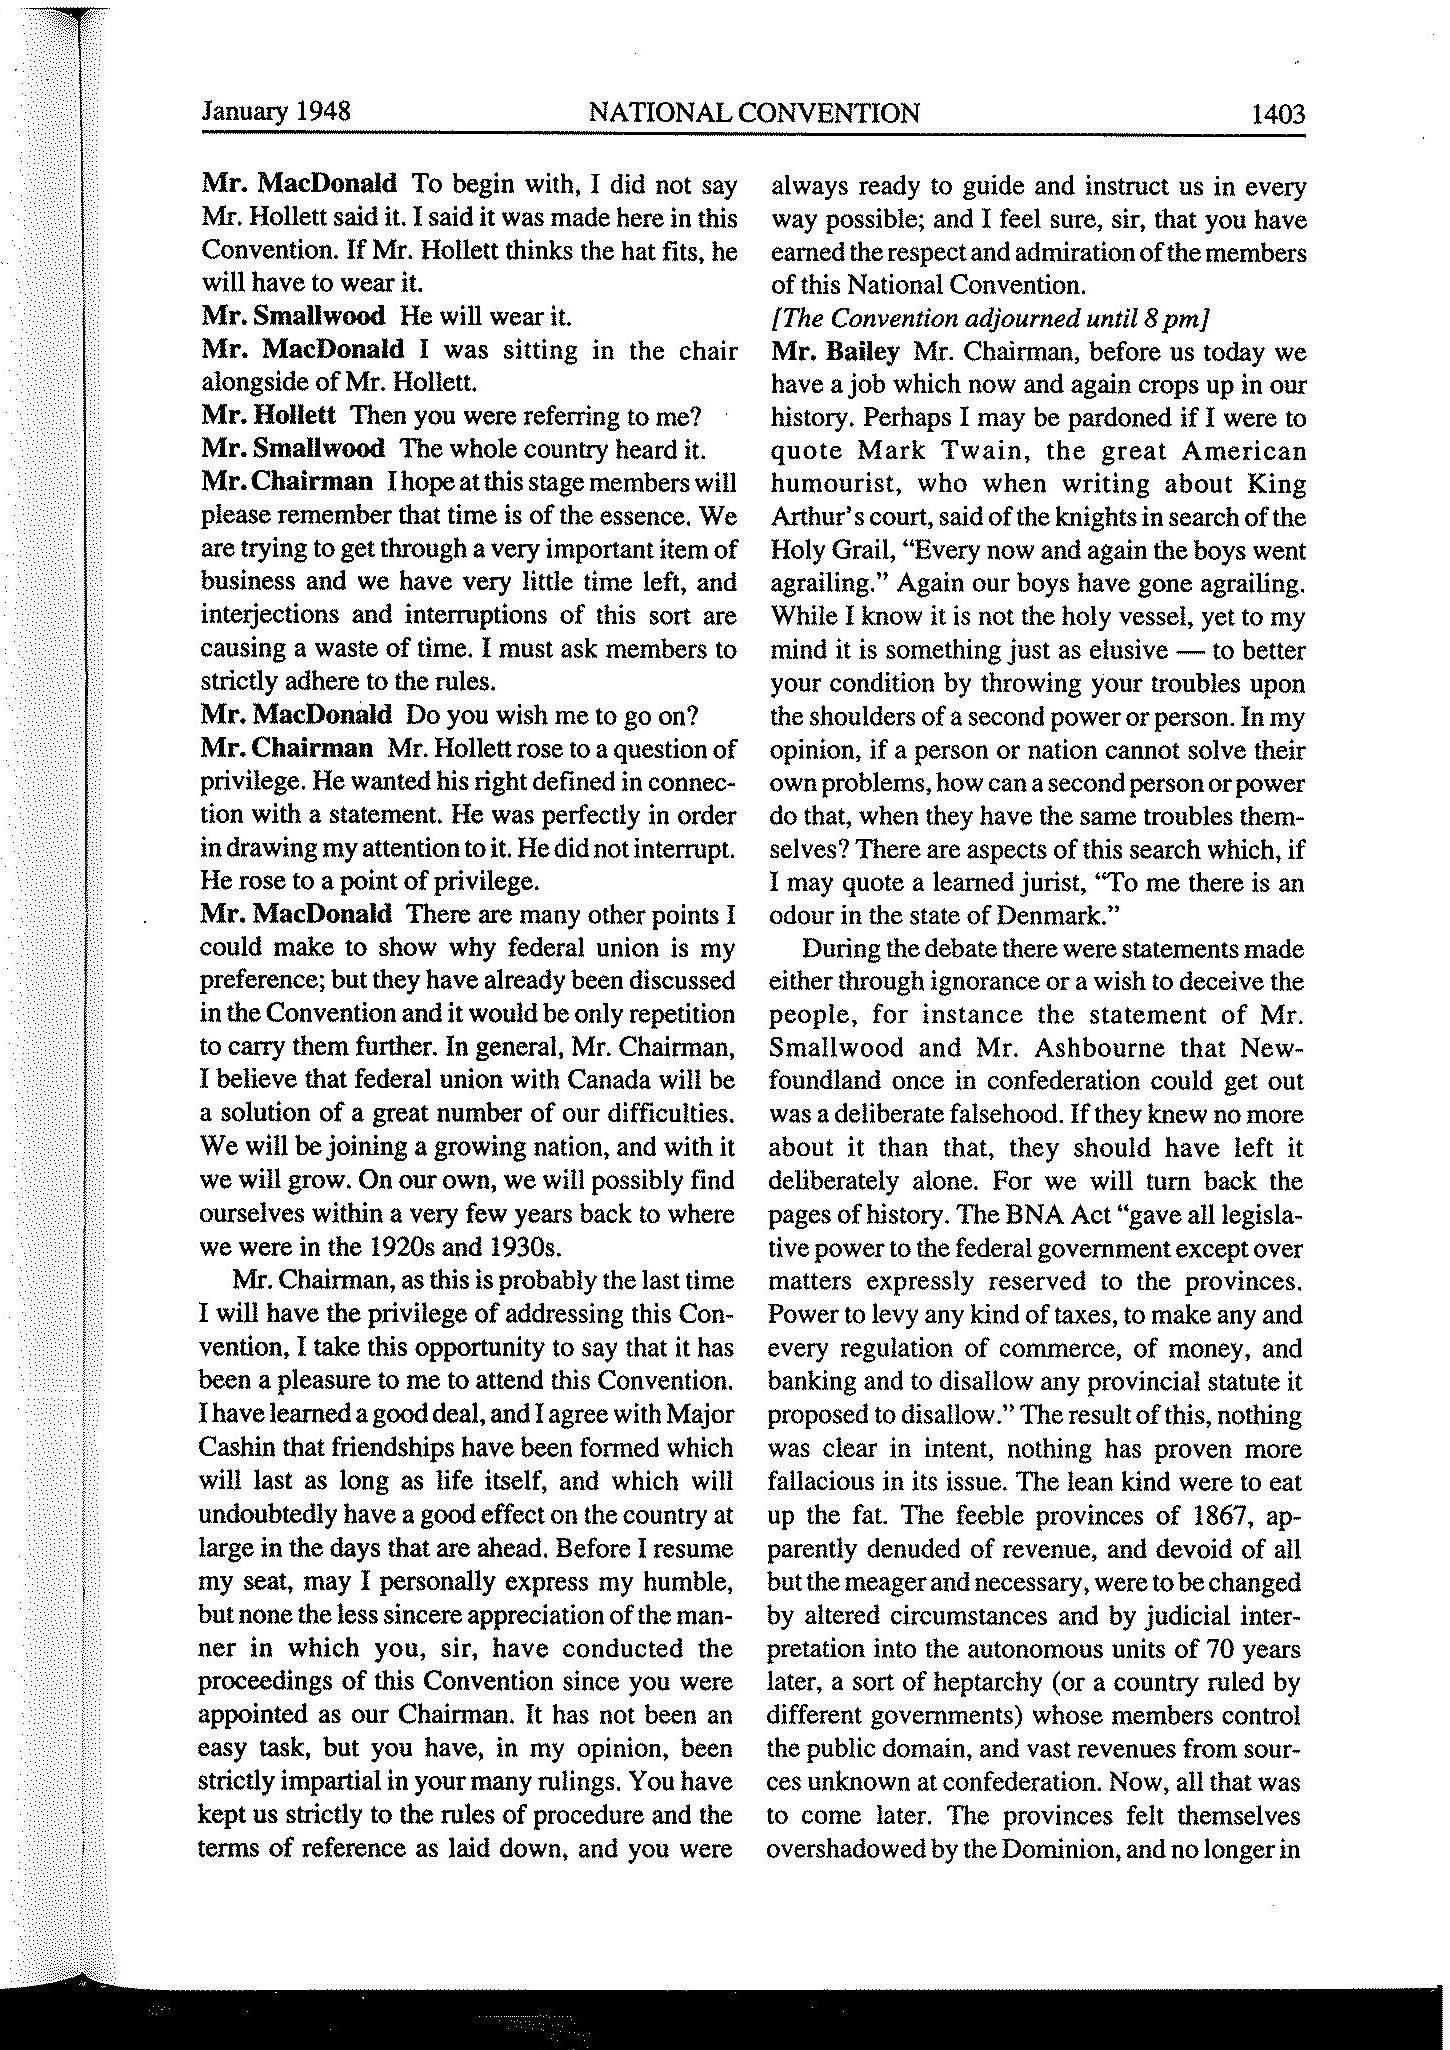 January 1948 NATIONAL CONVENTION 1403
Mr. MacDonald To begin with, I did not say
Mr. Hollett said it. I said it was made here in this
Convention. If Mr. Hollett thinks the hat fits, he
will have to wear it.
Mr. Smallwood He will wear it.
Mr. MacDonald I was sitting in the chair
alongside of Mr. Hollett.
Mr. Hollett Then you were referring to me?
Mr. Smallwood The whole country heard it.
Mr. Chairman I hope at this stage members will
please remember that time is of the essence. We
are trying to get through a very important item of
business and we have very little time left, and
interjections and interruptions of this sort are
causing a waste of time. I must ask members to
strictly adhere to the rules.
Mr. MacDonald Do you wish me to go on?
Mr. Chairman Mr. Hollett rose to a question of
privilege. He wanted his right defined in connec-
tion with a statement. He was perfectly in order
in drawing my attention to it. He did not interrupt.
He rose to a point of privilege.
Mr. MacDonald There are many other points I
could make to show why federal union is my
preference; but they have already been discussed
in the Convention and it would be only repetition
to carry them further. In general, Mr. Chairman,
I believe that federal union with Canada will be
a solution of a great number of our difficulties.
We will be joining a growing nation, and with it
we will grow. On our own, we will possibly find
ourselves within a very few years back to where
we were in the 1920s and 1930s.
Mr. Chairman, as this is probably the last time
I will have the privilege of addressing this Con-
vention, I take this opportunity to say that it has
been a pleasure to me to attend this Convention.
I have learned a good deal, and I agree with Major
Cashin that friendships have been formed which
will last as long as life itself, and which will
undoubtedly have a good effect on the country at
large in the days that are ahead. Before I resume
my seat, may I personally express my humble,
but none the less sincere appreciation of the man-
ner in which you, sir, have conducted the
proceedings of this Convention since you were
appointed as our Chairman. It has not been an
easy task, but you have, in my opinion, been
strictly impartial in your many rulings. You have
kept us strictly to the rules of procedure and the
terms of reference as laid down, and you were
always ready to guide and instruct us in every
way possible; and I feel sure, sir, that you have
earned the respect and admiration of the members
of this National Convention.
[The Convention adjourned until 8 pm]
Mr. Bailey Mr. Chairman, before us today we
have a job which now and again crops up in our
history. Perhaps I may be pardoned if I were to
quote Mark Twain, the great American
humourist, who when writing about King
Arthur's court, said of the knights in search of the
Holy Grail, "Every now and again the boys went
agrailing." Again our boys have gone agrailing.
While I know it is not the holy vessel, yet to my
mind it is something just as elusive — to better
your condition by throwing your troubles upon
the shoulders of a second power or person. In my
opinion, if a person or nation cannot solve their
own problems, how can a second person or power
do that, when they have the same troubles them-
selves? There are aspects of this search which, if
I may quote a learned jurist, "To me there is an
odour in the state of Denmark."
During the debate there were statements made
either through ignorance or a wish to deceive the
people, for instance the statement of Mr.
Smallwood and Mr. Ashbourne that New-
foundland once in confederation could get out
was a deliberate falsehood. If they knew no more
about it than that, they should have left it
deliberately alone. For we will turn back the
pages of history. The BNA Act "gave all legisla-
tive power to the federal government except over
matters expressly reserved to the provinces.
Power to levy any kind of taxes, to make any and
every regulation of commerce, of money, and
banking and to disallow any provincial statute it
proposed to disallow." The result of this, nothing
was clear in intent, nothing has proven more
fallacious in its issue. The lean kind were to eat
up the fat. The feeble provinces of 1867, ap-
parently denuded of revenue, and devoid of all
but the meager and necessary, were to be changed
by altered circumstances and by judicial inter-
pretation into the autonomous units of 70 years
later, a sort of heptarchy (or a country ruled by
different governments) whose members control
the public domain, and vast revenues from sour-
ces unknown at confederation. Now, all that was
to come later. The provinces felt themselves
overshadowed by the Dominion, and no longer in